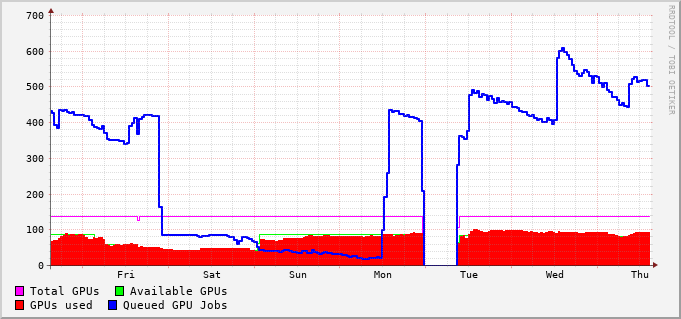 700
600
500
400
300
200
100
0
Fri Sat Sun Mon Tue Wed Thu
Total GPUs Available GPUs
GPUs used Queued GPU Jobs
RRDTOOL / TOBI OETIKER